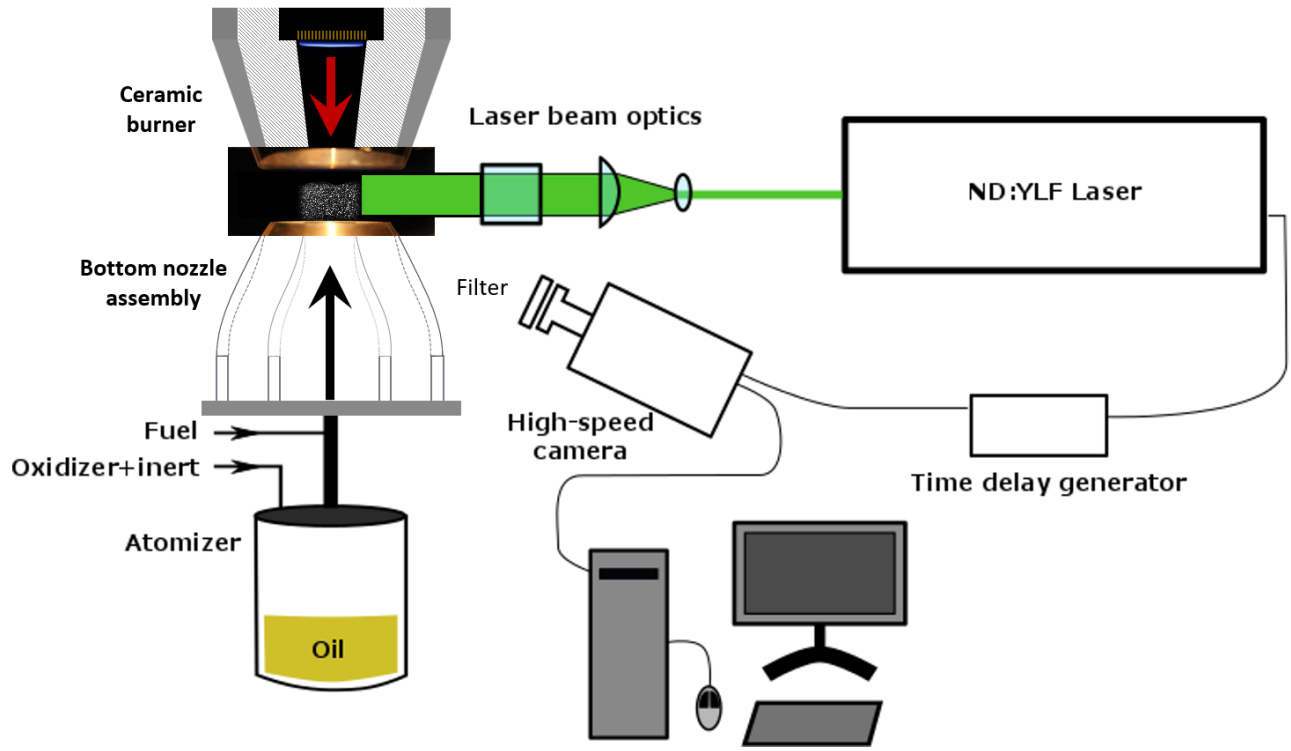 Ceramic
burner
Laser beam optics
ND:YLF Laser
Bottom nozzle
assembly
Filter
High-speed
camera
Time delay generator
Fuel
Oxidizer+inert
Atomizer
Oil